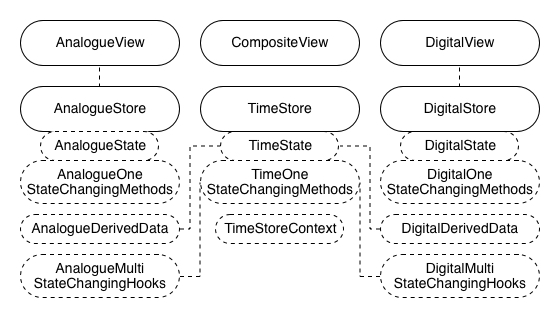 AnalogueView
CompositeView
DigitalView
AnalogueStore
TimeStore
DigitalStore
AnalogueState
TimeState
DigitalState
AnalogueOne
StateChangingMethods
TimeOne
StateChangingMethods
DigitalOne
StateChangingMethods
AnalogueDerivedData
TimeStoreContext
DigitalDerivedData
AnalogueMulti
StateChangingHooks
DigitalMulti
StateChangingHooks